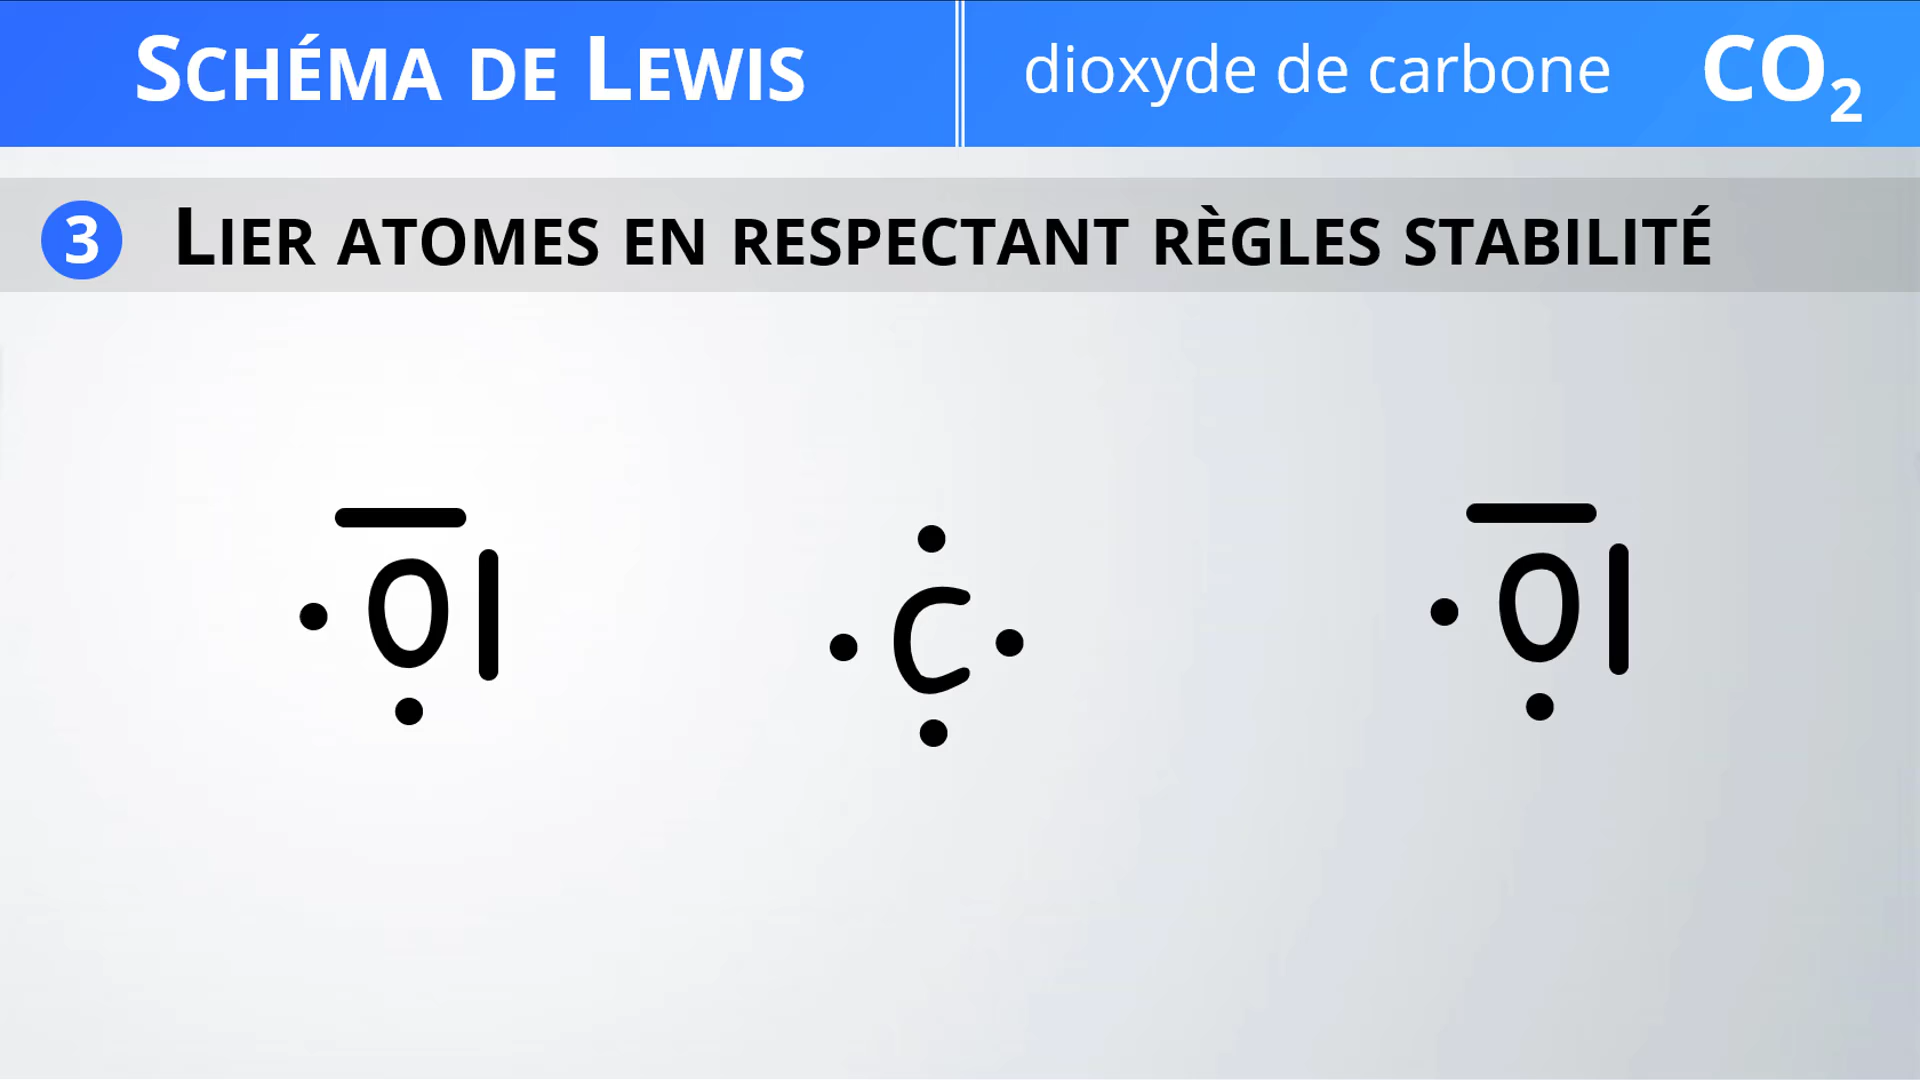 SCHÉMA DE LEWIS
dioxyde de carbone CO₂
3 LIER ATOMES EN RESPECTANT RÈGLES STABILITÉ
O C O